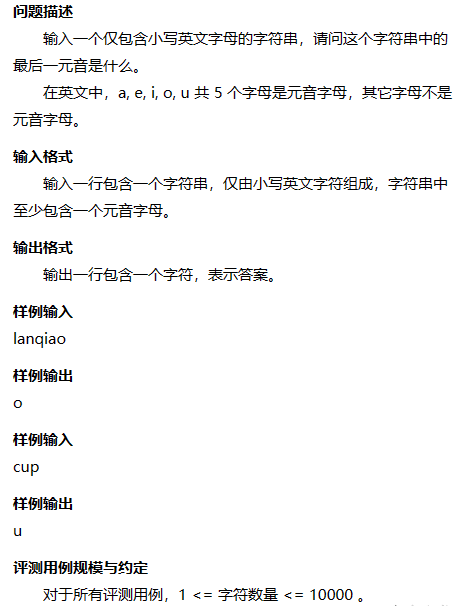 问题描述
输入一个仅包含小写英文字母的字符串，请问这个字符串中的
最后一元音是什么。
在英文中，a, e, i, o, u 共 5 个字母是元音字母，其它字母不是
元音字母。
输入格式
输入一行包含一个字符串，仅由小写英文字符组成，字符串中
至少包含一个元音字母。
输出格式
输出一行包含一个字符，表示答案。
样例输入
lanqiao
样例输出
o
样例输入
cup
样例输出
u
评测用例规模与约定
对于所有评测用例，1 <= 字符数量 <= 10000 。